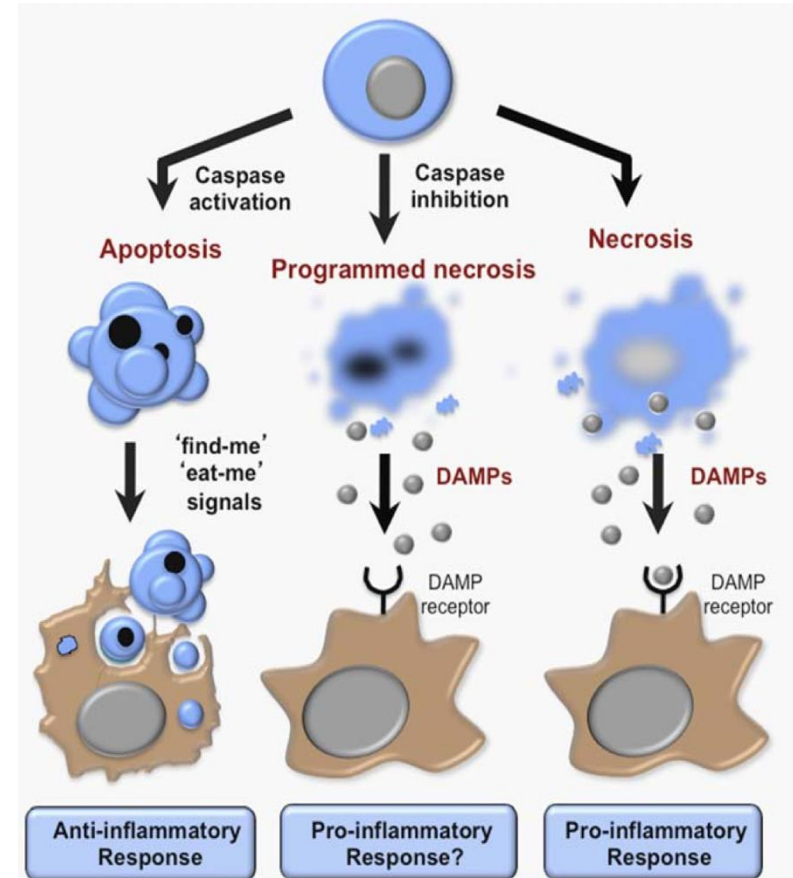 Caspase
activation
Caspase
inhibition
Apoptosis
Programmed necrosis
Necrosis
‘find-me’
‘eat-me’
signals
DAMPs
DAMPs
DAMP
receptor
DAMP
receptor
Anti-inflammatory
Response
Pro-inflammatory
Response?
Pro-inflammatory
Response